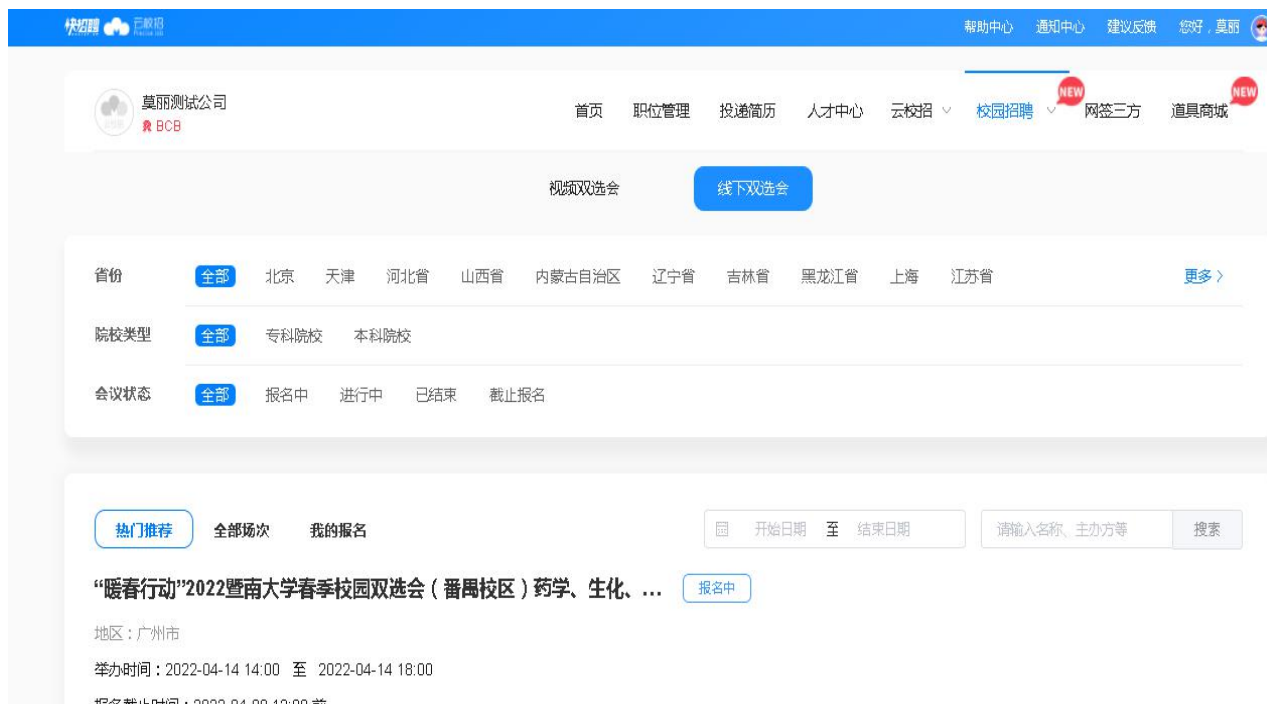 快招聘 云校招 帮助中心 通知中心 建议反馈 您好，莫丽
莫丽测试公司
BCB
首页 职位管理 投递简历 人才中心 云校招 校园招聘 NEW 网签三方 道具商城 NEW
视频双选会 线下双选会
省份 全部 北京 天津 河北省 山西省 内蒙古自治区 辽宁省 吉林省 黑龙江省 上海 江苏省 更多
院校类型 全部 专科院校 本科院校
会议状态 全部 报名中 进行中 已结束 截止报名
热门推荐 全部场次 我的报名 开始日期 至 结束日期 请输入名称、主办方等 搜索
“暖春行动”2022暨南大学春季校园双选会（番禺校区）药学、生化、... 报名中
地区：广州市
举办时间：2022-04-14 14:00 至 2022-04-14 18:00